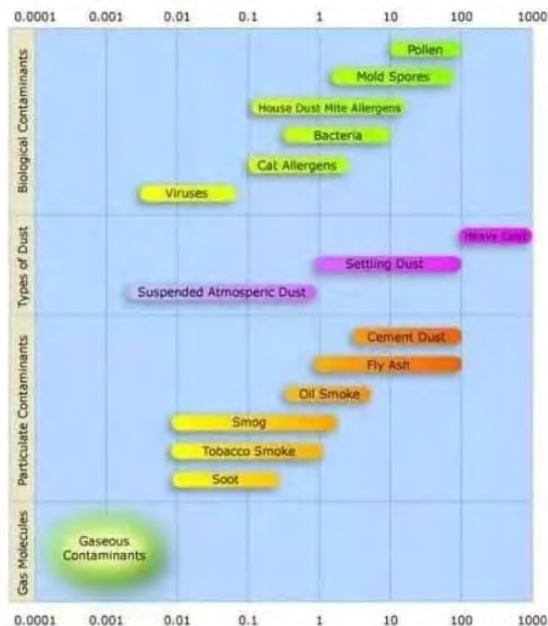 0.0001 0.001 0.01 0.1 1 10 100 1000
Biological Contaminants
Pollen
Mold Spores
House Dust Mite Allergens
Bacteria
Cat Allergens
Viruses
Types of Dust
Heavy Dust
Settling Dust
Suspended Atmosperic Dust
Particulate Contaminants
Cement Dust
Fly Ash
Oil Smoke
Smog
Tobacco Smoke
Soot
Gas Molecules
Gaseous
Contaminants
0.0001 0.001 0.01 0.1 1 10 100 1000